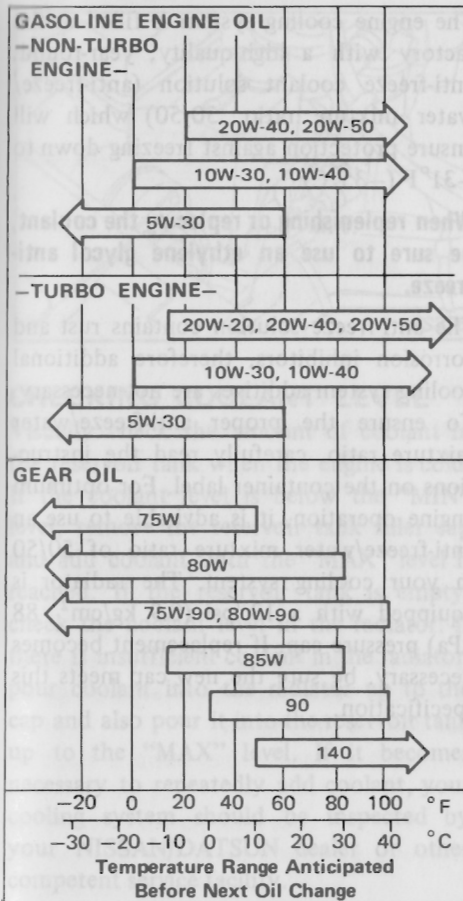 GASOLINE ENGINE OIL
–NON-TURBO
ENGINE–
20W-40, 20W-50
10W-30, 10W-40
5W-30
–TURBO ENGINE–
20W-20, 20W-40, 20W-50
10W-30, 10W-40
5W-30
GEAR OIL
75W
80W
75W-90, 80W-90
85W
90
140
–20 0 20 40 60 80 100 °F
–30 –20 –10 0 10 20 30 40 °C
Temperature Range Anticipated
Before Next Oil Change